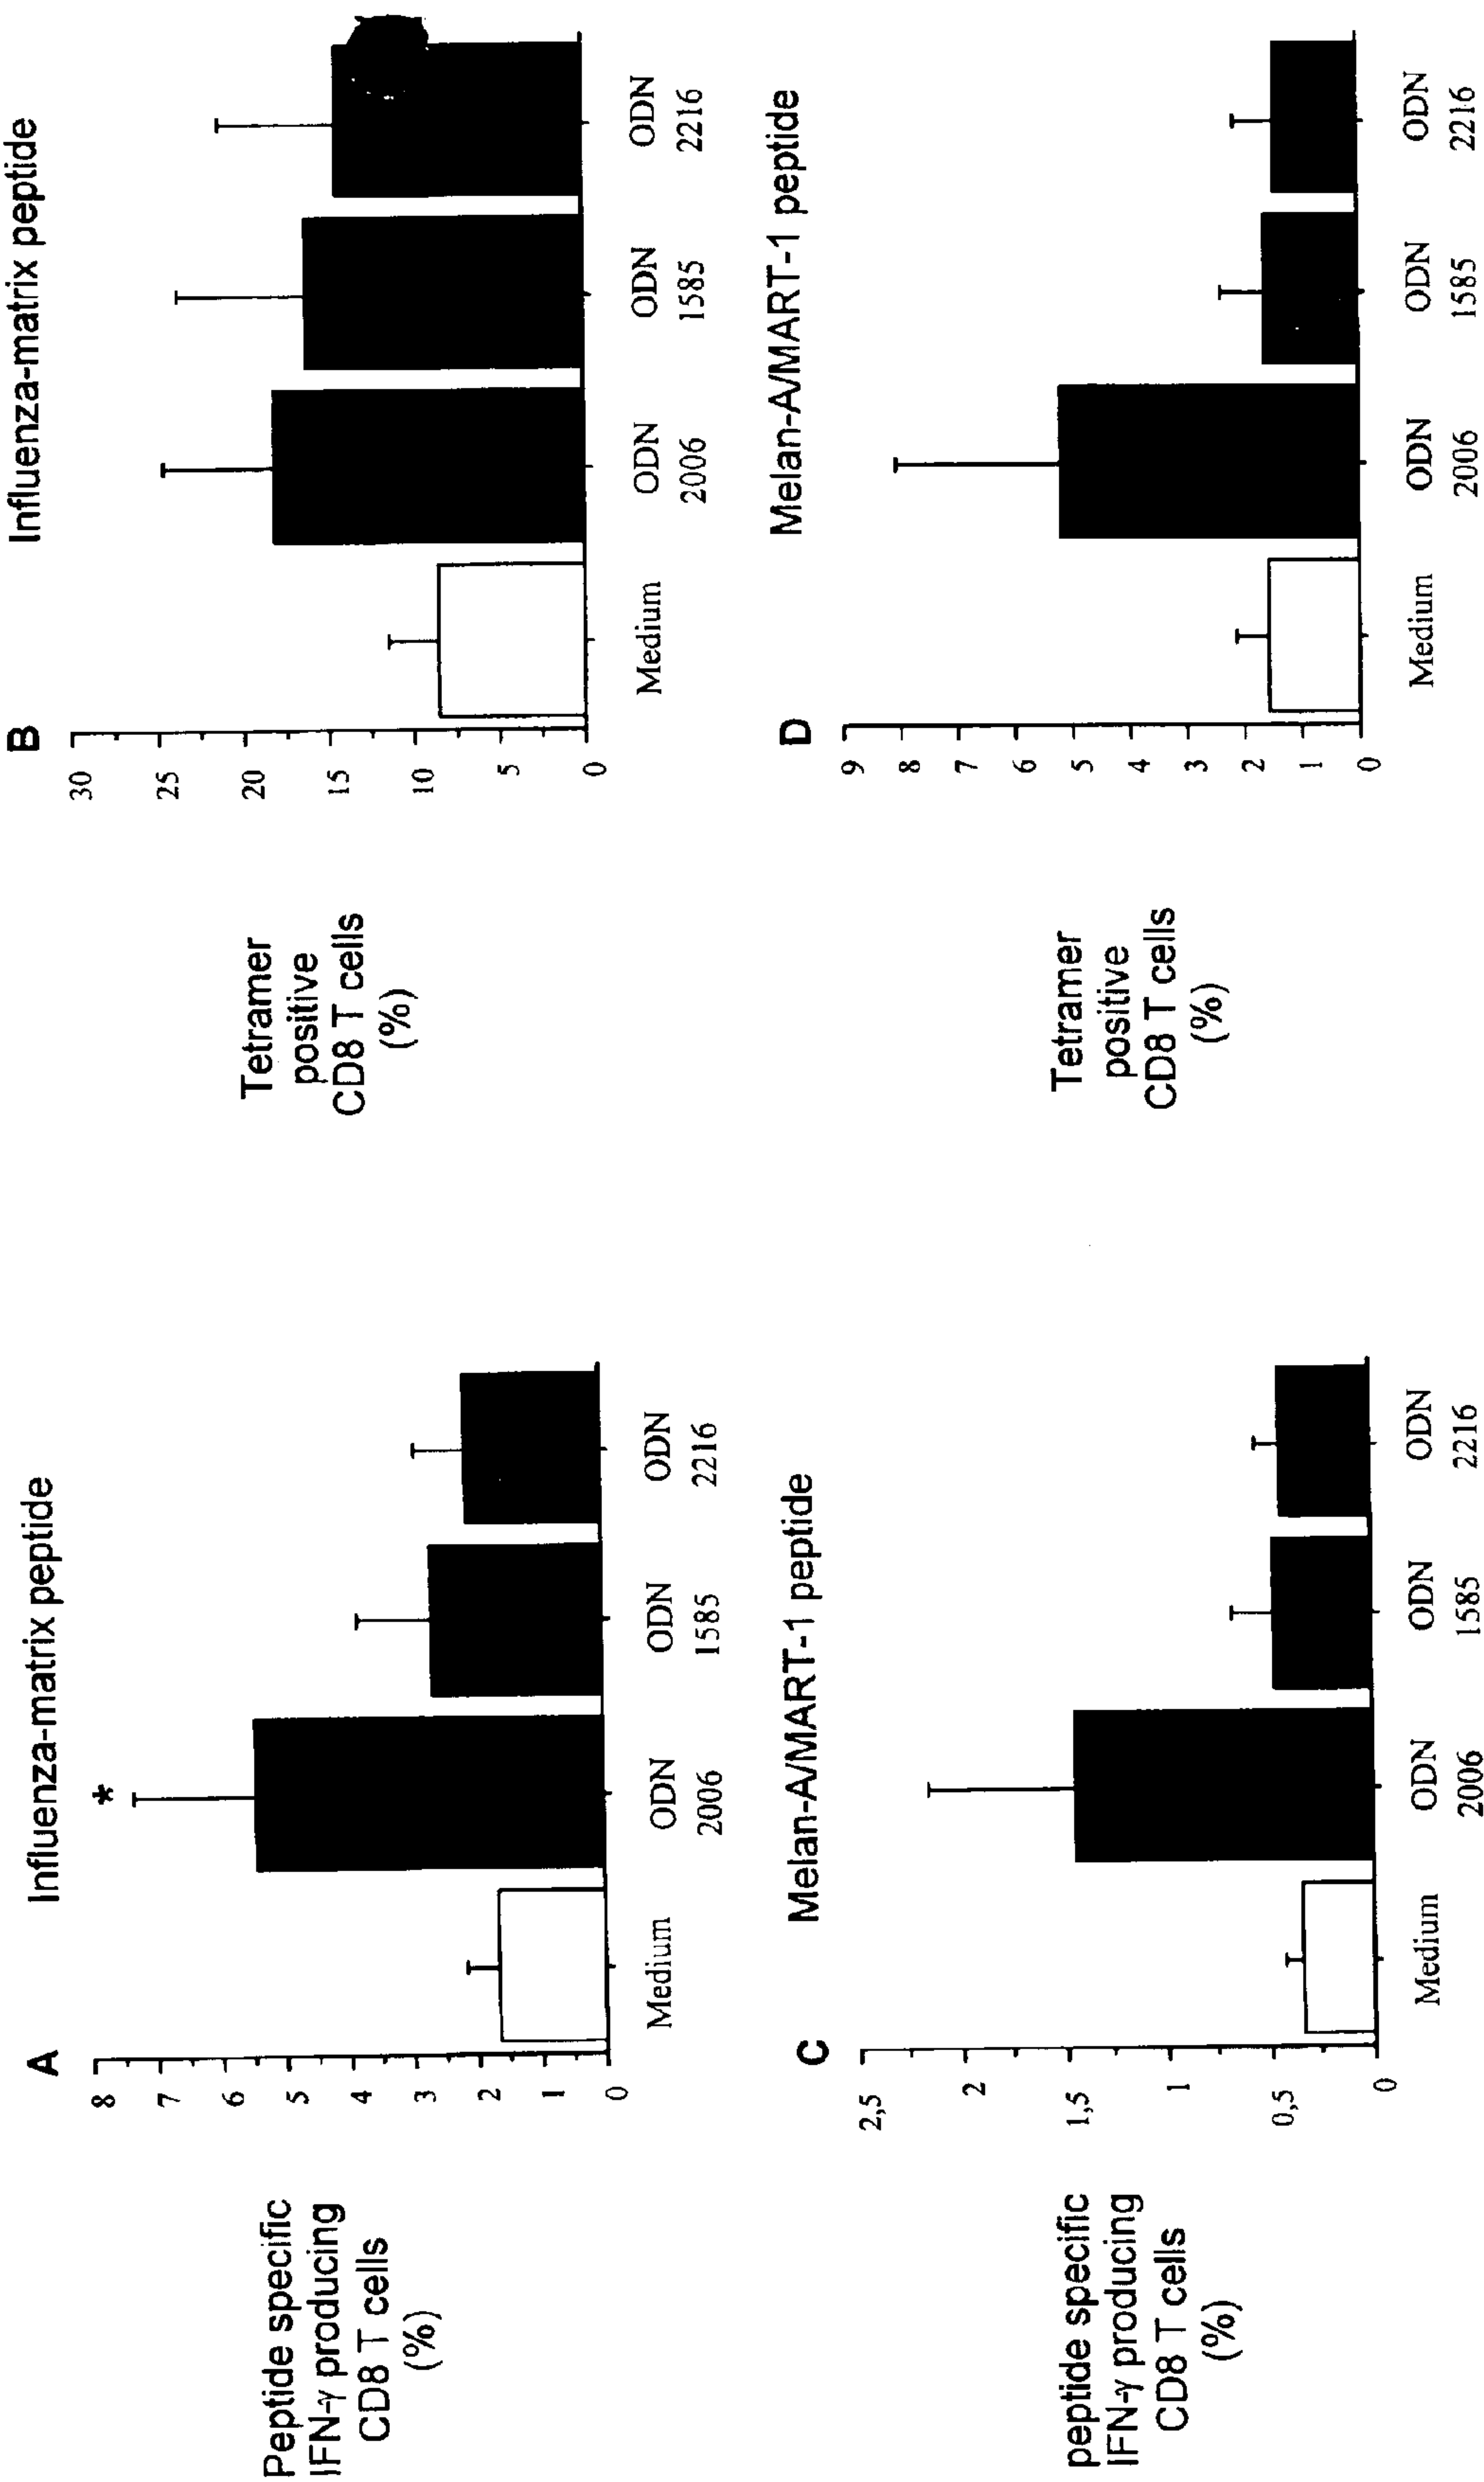 A
Influenza-matrix peptide
Peptide specific
IFN-γ producing
CD8 T cells
(%)
8
7
6
5
4
3
2
1
0
*
Medium
ODN
2006
ODN
1585
ODN
2216
B
Influenza-matrix peptide
Tetramer
positive
CD8 T cells
(%)
30
25
20
15
10
5
0
Medium
ODN
2006
ODN
1585
ODN
2216
C
Melan-A/MART-1 peptide
peptide specific
IFN-γ producing
CD8 T cells
(%)
2,5
2
1,5
1
0,5
0
Medium
ODN
2006
ODN
1585
ODN
2216
D
Melan-A/MART-1 peptide
Tetramer
positive
CD8 T cells
(%)
9
8
7
6
5
4
3
2
1
0
Medium
ODN
2006
ODN
1585
ODN
2216